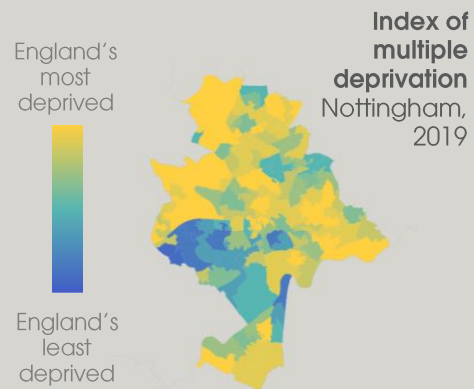 Index of
multiple
deprivation
Nottingham,
2019
England's
most
deprived
England's
least
deprived